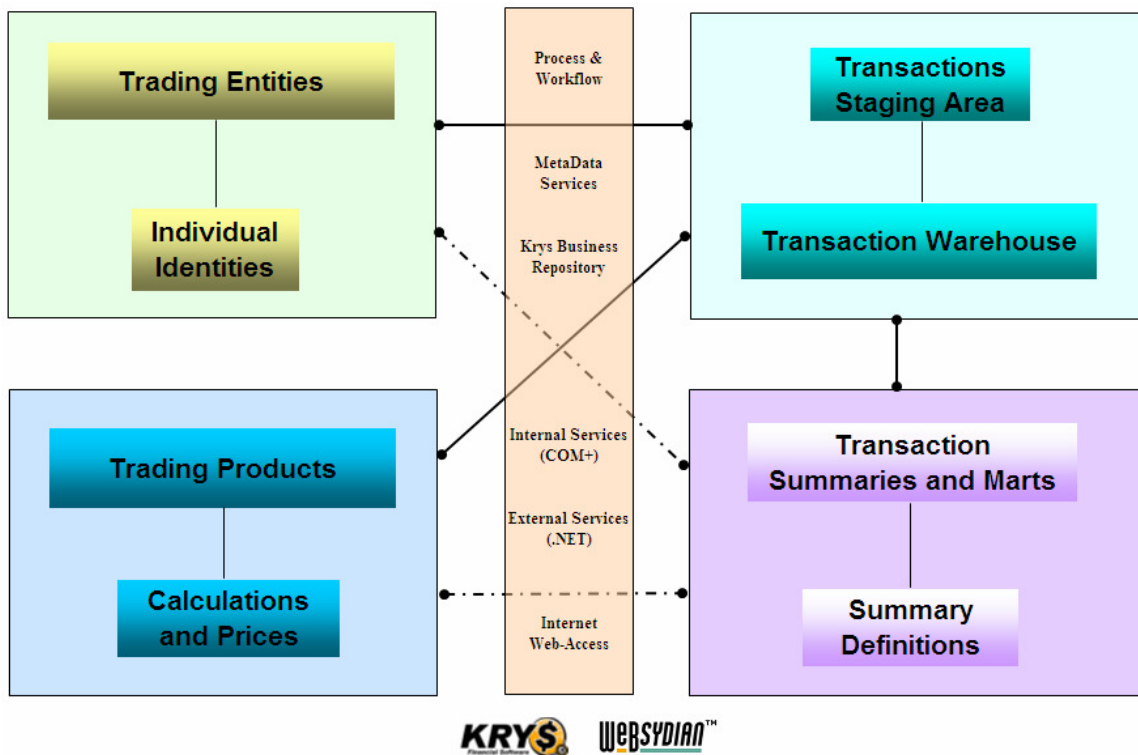 Trading Entities
Individual
Identities
Process &
Workflow
MetaData
Services
Krys Business
Repository
Internal Services
(COM+)
External Services
(.NET)
Internet
Web-Access
Transactions
Staging Area
Transaction Warehouse
Trading Products
Calculations
and Prices
Transaction
Summaries and Marts
Summary
Definitions
KRY$
Financial Software
WeBSYDIAN™